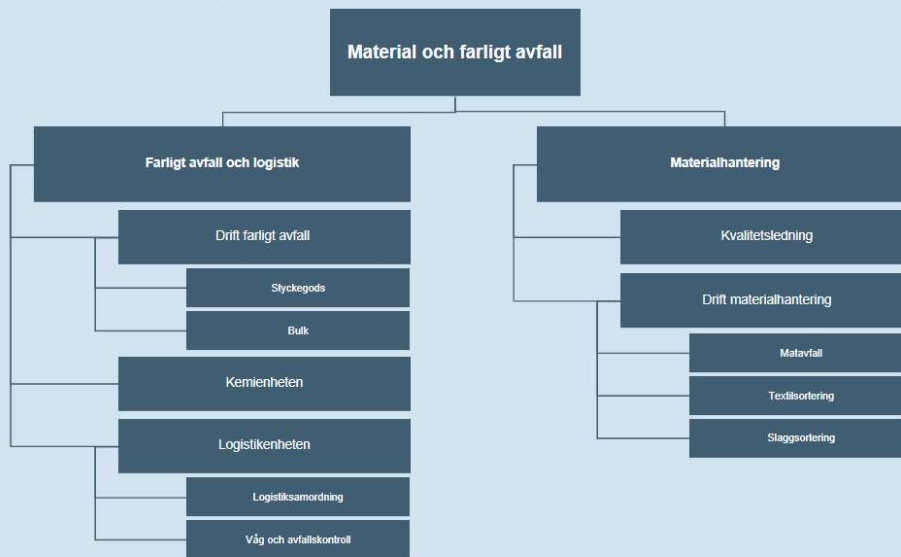 Material och farligt avfall
Farligt avfall och logistik
Drift farligt avfall
Styckegods
Bulk
Kemienheten
Logistikenheten
Logistiksamordning
Våg och avfallskontroll
Materialhantering
Kvalitetsledning
Drift materialhantering
Matavfall
Textilsortering
Slaggsortering